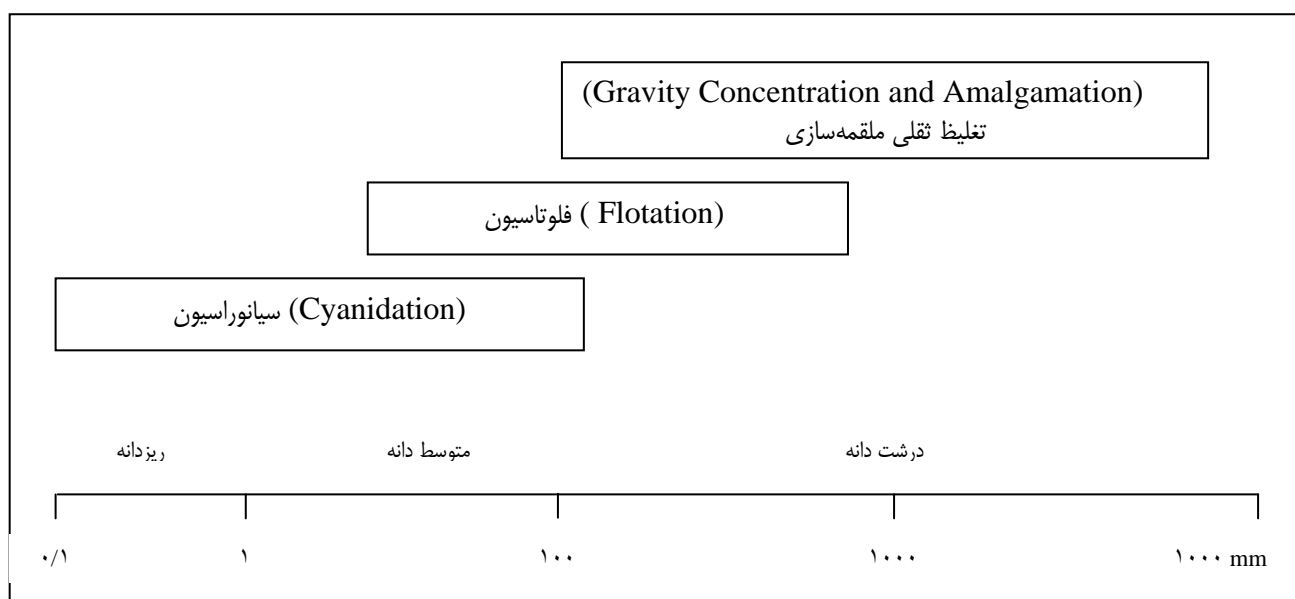 (Gravity Concentration and Amalgamation)
تغلیظ ثقلی ملقمه‌سازی
فلوتاسیون ( Flotation)
سیانوراسیون (Cyanidation)
ریزدانه متوسط دانه درشت دانه
۰/۱ ۱ ۱۰۰ ۱۰۰۰ ۱۰۰۰ mm